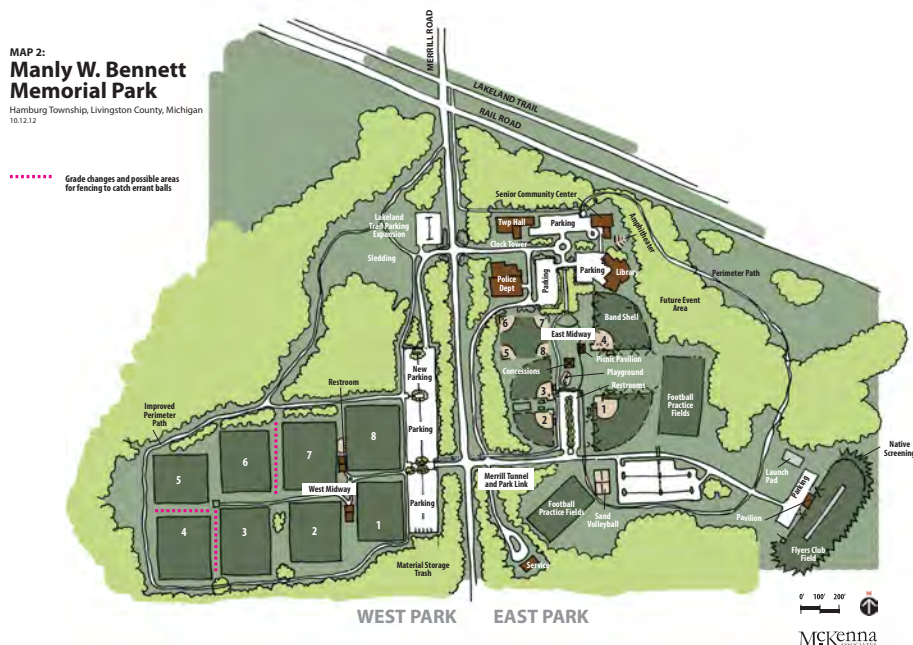 MAP 2:
Manly W. Bennett
Memorial Park
Hamburg Township, Livingston County, Michigan
10.12.12
Grade changes and possible areas
for fencing to catch errant balls
MERRILL ROAD
LAKELAND TRAIL
RAIL ROAD
Senior Community Center
Twp Hall
Parking
Amphitheater
Lakeland
Trail Parking
Expansion
Clock Tower
Sledding
Police
Dept
Parking
Parking
Library
Perimeter Path
Future Event
Area
Band Shell
6
7
East Midway
4
5
8
Picnic Pavilion
Concessions
Playground
Restrooms
3
2
1
Football
Practice
Fields
New
Parking
Restroom
Improved
Perimeter
Path
Parking
8
7
6
5
West Midway
Merrill Tunnel
and Park Link
Native
Screening
Launch
Pad
Parking
Pavilion
Flyers Club
Field
Football
Practice Fields
Sand
Volleyball
Parking
4
3
2
1
Material Storage
Trash
Service
WEST PARK
EAST PARK
0' 100' 200'
McKenna
ASSOCIATES